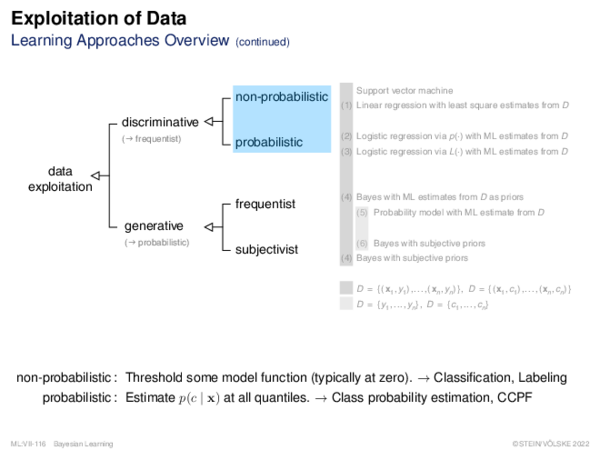 Exploitation of Data
Learning Approaches Overview (continued)
non-probabilistic
Support vector machine
(1) Linear regression with least square estimates from D
discriminative
(→ frequentist)
probabilistic
(2) Logistic regression via p(·) with ML estimates from D
(3) Logistic regression via L(·) with ML estimates from D
data
exploitation
frequentist
(4) Bayes with ML estimates from D as priors
(5) Probability model with ML estimate from D
generative
(→ probabilistic)
subjectivist
(6) Bayes with subjective priors
(4) Bayes with subjective priors
D = {(x₁, y₁),...,(xₙ, yₙ)}, D = {(x₁, c₁),...,(xₙ, cₙ)}
D = {y₁,...,yₙ}, D = {c₁,...,cₙ}
non-probabilistic: Threshold some model function (typically at zero). → Classification, Labeling
probabilistic: Estimate p(c | x) at all quantiles. → Class probability estimation, CCPF
ML:VII-116 Bayesian Learning
©STEIN/VÖLSKE 2022